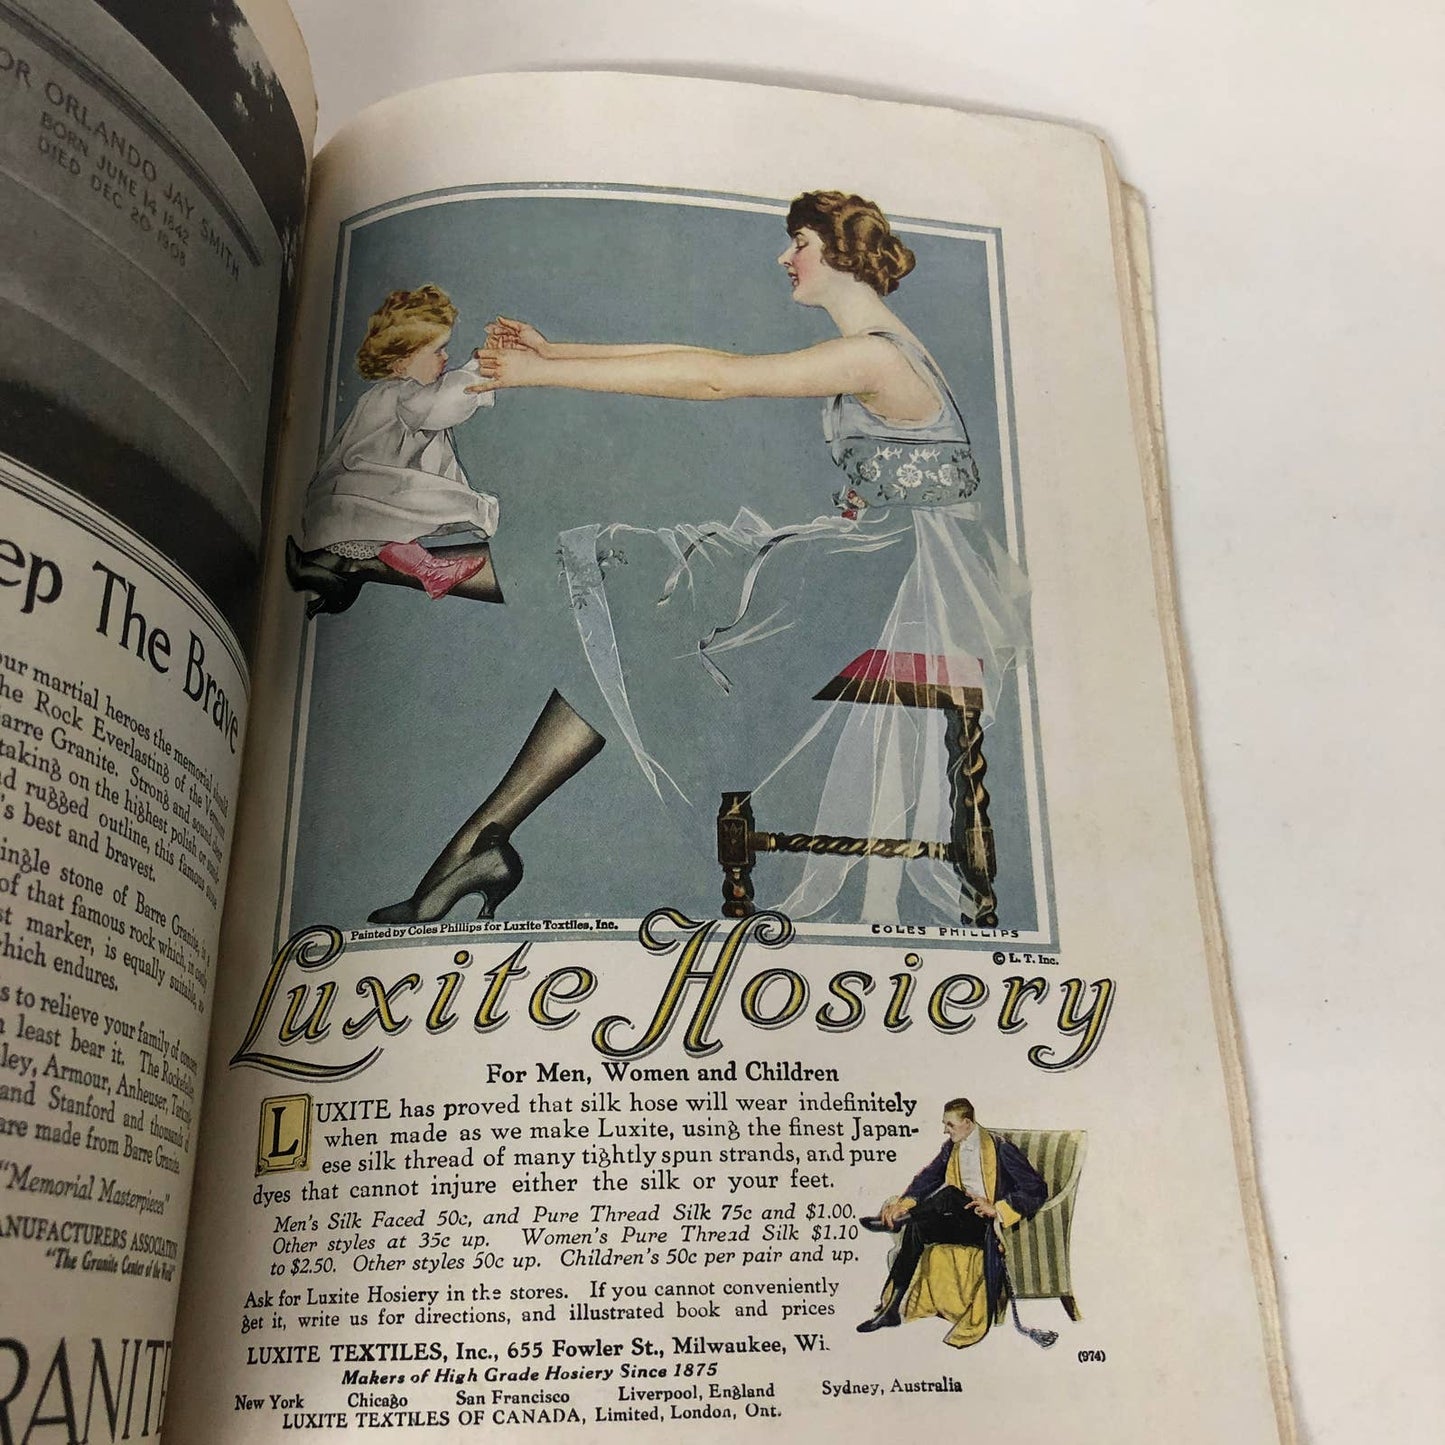 OR ORLANDO JAY SMITH
BORN JUNE 14 1842
DIED DEC 20 1908
ep The Brave
our martial heroes the memorial should
he Rock Everlasting of the Vermont
arre Granite. Strong and sound
taking on the highest polish or
d rugged outline, this famous stone
's best and bravest.
ingle stone of Barre Granite,
of that famous rock which, in
st marker, is equally suitable, as
which endures.
s to relieve your family of
least bear it. The Rockefeller
ley, Armour, Anheuser,
and Stanford and thousands of
are made from Barre Granite.
"Memorial Masterpieces"
ANUFACTURERS ASSOCIATION
"The Granite Center of the World"
RANITE
Painted by Coles Phillips for Luxite Textiles, Inc.
COLES PHILLIPS
© L. T. Inc.
Luxite Hosiery
For Men, Women and Children
LUXITE has proved that silk hose will wear indefinitely
when made as we make Luxite, using the finest Japan-
ese silk thread of many tightly spun strands, and pure
dyes that cannot injure either the silk or your feet.
Men's Silk Faced 50c, and Pure Thread Silk 75c and $1.00.
Other styles at 35c up. Women's Pure Thread Silk $1.10
to $2.50. Other styles 50c up. Children's 50c per pair and up.
Ask for Luxite Hosiery in the stores. If you cannot conveniently
get it, write us for directions, and illustrated book and prices
LUXITE TEXTILES, Inc., 655 Fowler St., Milwaukee, Wi.
Makers of High Grade Hosiery Since 1875
(974)
New York Chicago San Francisco Liverpool, England Sydney, Australia
LUXITE TEXTILES OF CANADA, Limited, London, Ont.